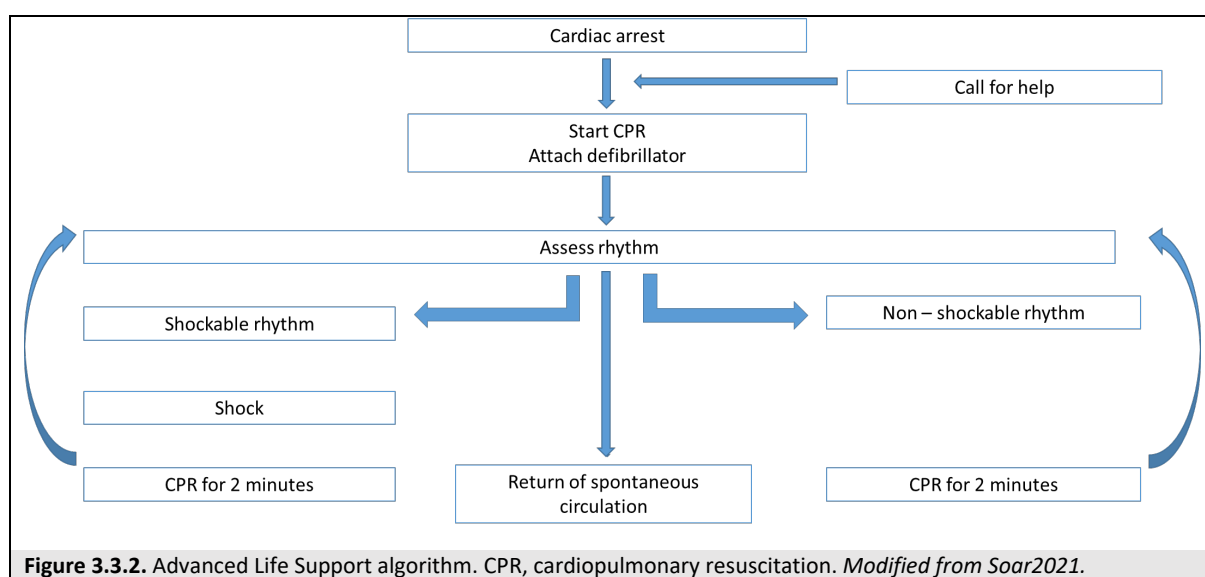 Cardiac arrest
Call for help
Start CPR
Attach defibrillator
Assess rhythm
Shockable rhythm
Non – shockable rhythm
Shock
CPR for 2 minutes
Return of spontaneous
circulation
CPR for 2 minutes
Figure 3.3.2. Advanced Life Support algorithm. CPR, cardiopulmonary resuscitation. Modified from Soar2021.